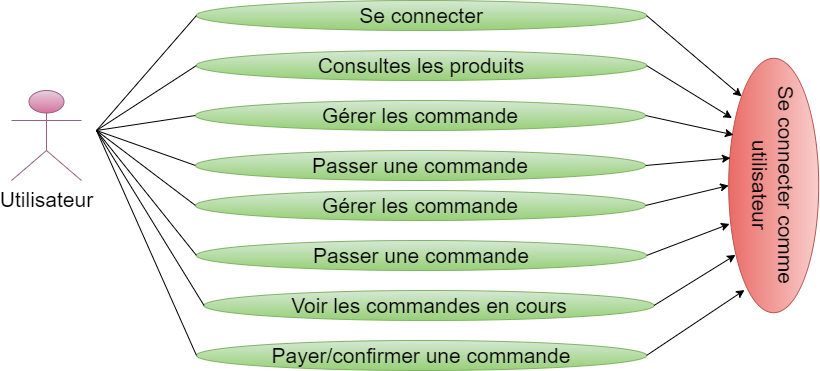 Se connecter
Consultes les produits
Gérer les commande
Passer une commande
Gérer les commande
Passer une commande
Voir les commandes en cours
Payer/confirmer une commande
Utilisateur
Se connecter comme
utilisateur